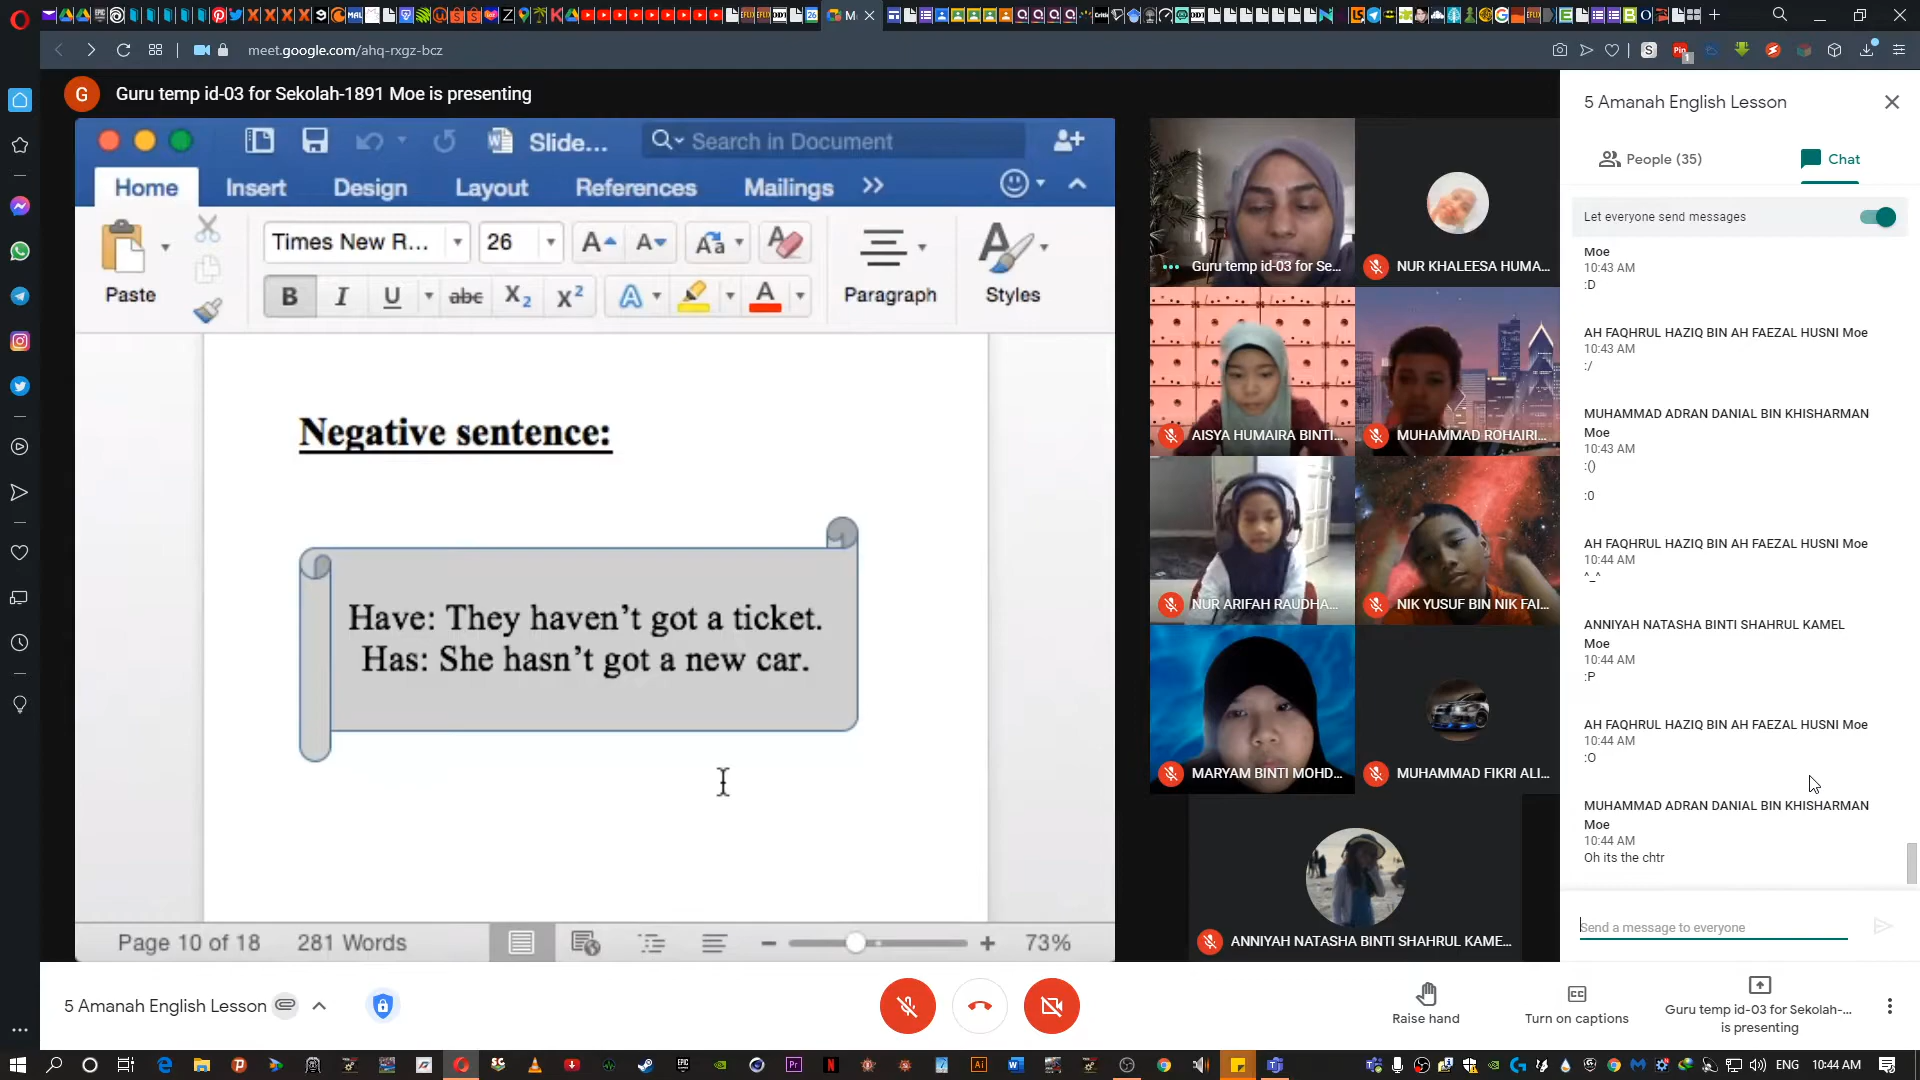 meet.google.com/ahq-rxgz-bcz
G
Guru temp id-03 for Sekolah-1891 Moe is presenting
Slide...
Search in Document
Home
Insert
Design
Layout
References
Mailings
Paste
Times New R...
26
B
I
U
abc
X₂
X²
Paragraph
Styles
Negative sentence:
Have: They haven’t got a ticket.
Has: She hasn’t got a new car.
Page 10 of 18
281 Words
73%
Guru temp id-03 for Se...
NUR KHALEESA HUMA...
AISYA HUMAIRA BINTI...
MUHAMMAD ROHAIRI...
NUR ARIFAH RAUDHA...
NIK YUSUF BIN NIK FAI...
MARYAM BINTI MOHD...
MUHAMMAD FIKRI ALI...
ANNIYAH NATASHA BINTI SHAHRUL KAME...
5 Amanah English Lesson
People (35)
Chat
Let everyone send messages
Moe
10:43 AM
:D
AH FAQHRUL HAZIQ BIN AH FAEZAL HUSNI Moe
10:43 AM
:/
MUHAMMAD ADRAN DANIAL BIN KHISHARMAN
Moe
10:43 AM
:()
:0
AH FAQHRUL HAZIQ BIN AH FAEZAL HUSNI Moe
10:44 AM
^_^
ANNIYAH NATASHA BINTI SHAHRUL KAMEL
Moe
10:44 AM
:P
AH FAQHRUL HAZIQ BIN AH FAEZAL HUSNI Moe
10:44 AM
:O
MUHAMMAD ADRAN DANIAL BIN KHISHARMAN
Moe
10:44 AM
Oh its the chtr
Send a message to everyone
5 Amanah English Lesson
Raise hand
Turn on captions
Guru temp id-03 for Sekolah-...
is presenting
ENG
10:44 AM